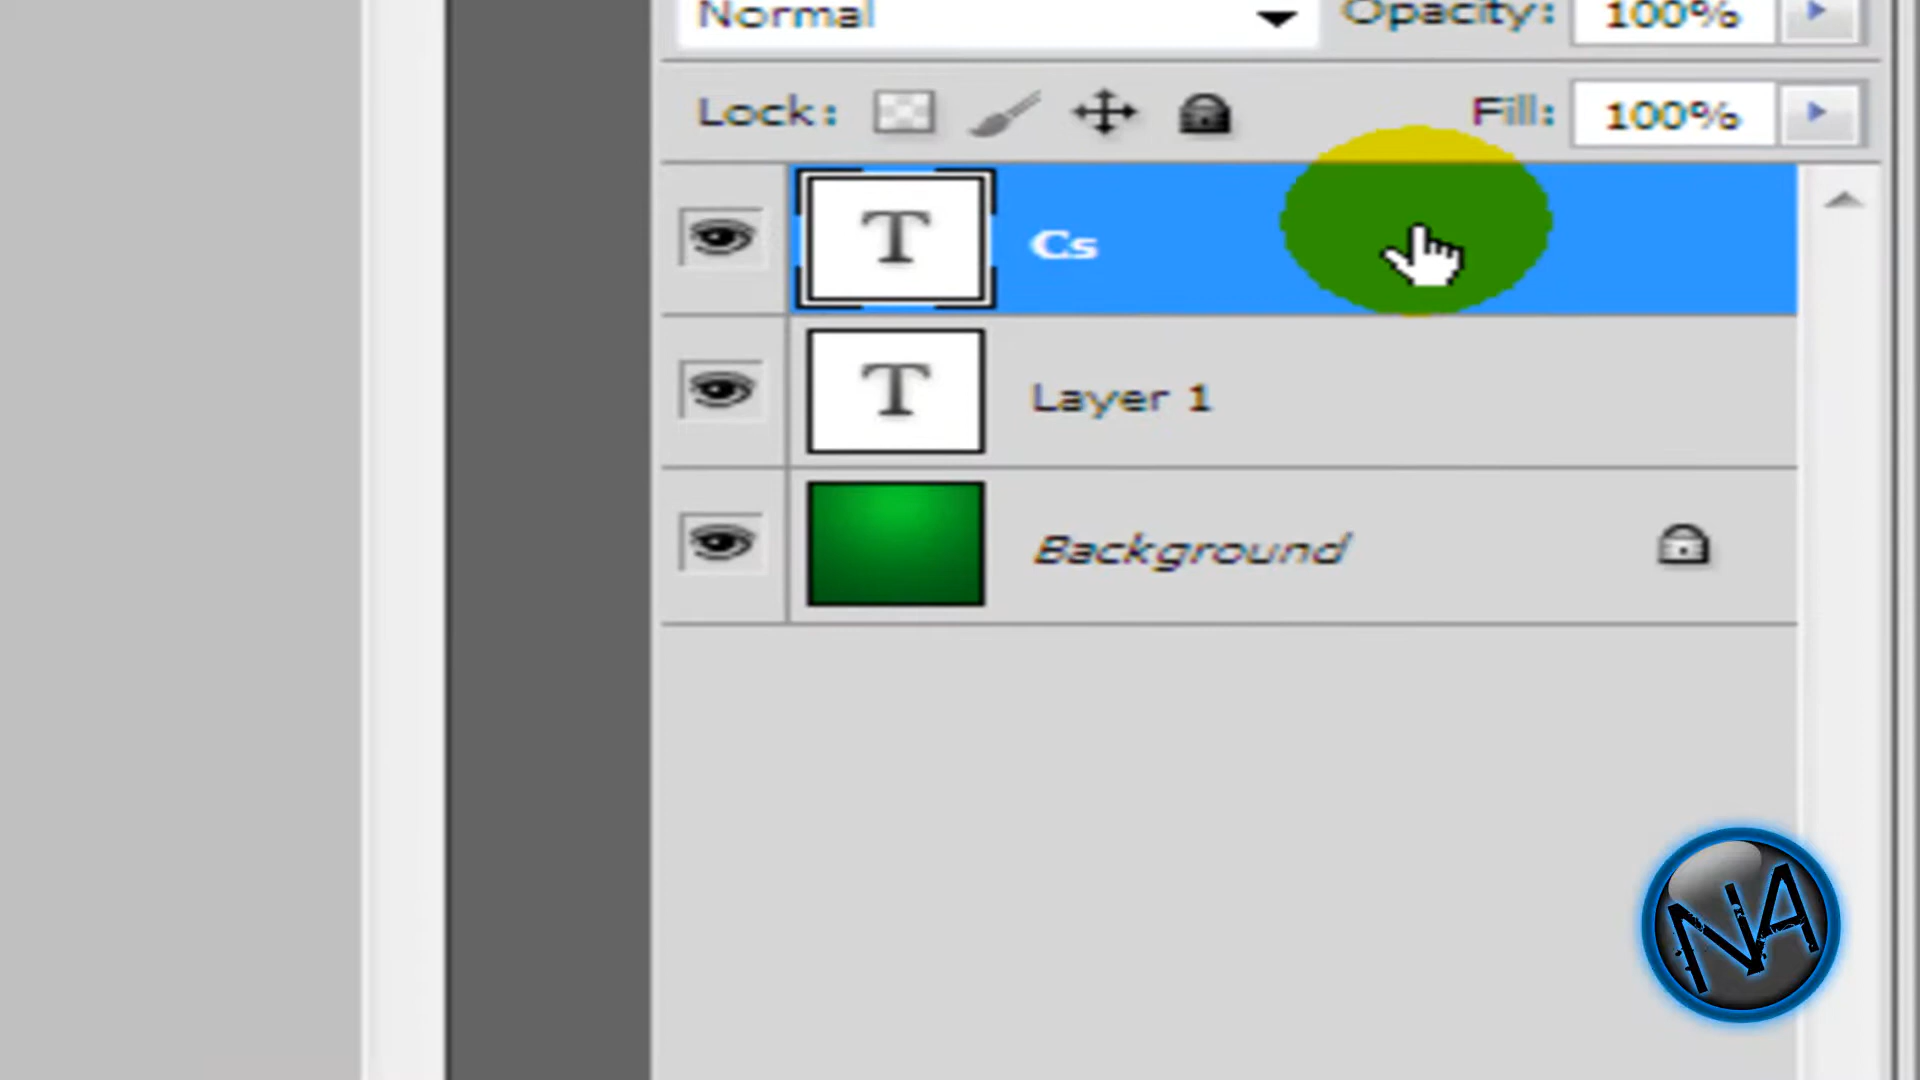 Normal Opacity: 100%
Lock: Fill: 100%
T Cs
T Layer 1
Background
NA